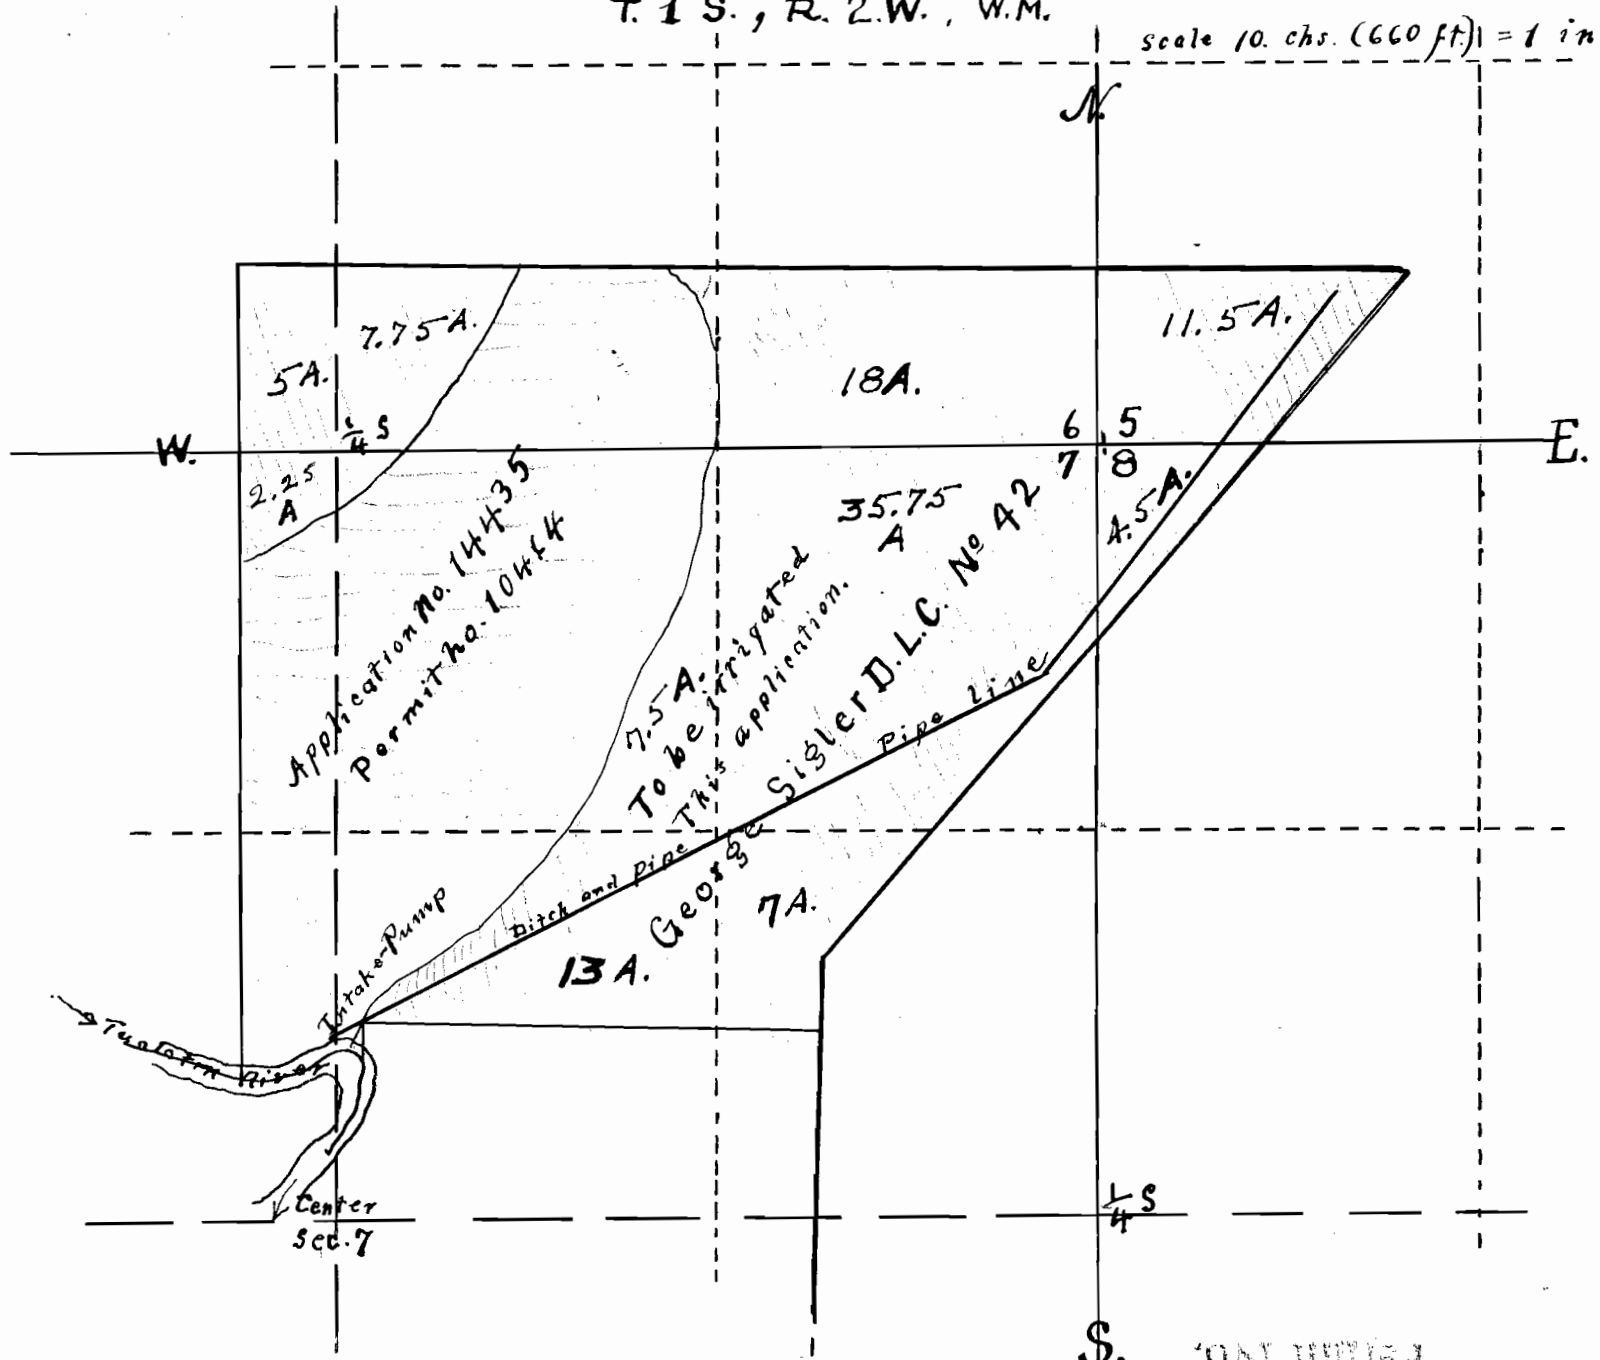 T. 1 S., R. 2. W., W.M.
scale 10. chs. (660 ft.) = 1 in
N.
7.75 A.
5 A.
11.5 A.
18 A.
1/4 S
6 5
7 8
W.
E.
2.25
A
35.75
A
4.5 A.
Application No. 14435
Permit No. 10414
7.5 A.
To be irrigated
This application.
George Sigler D.L.C. No 42
Ditch and Pipe
Pipe line
7 A.
13 A.
Intake-Pump
Tualatin River
Center
Sec. 7
1/4 S
S.